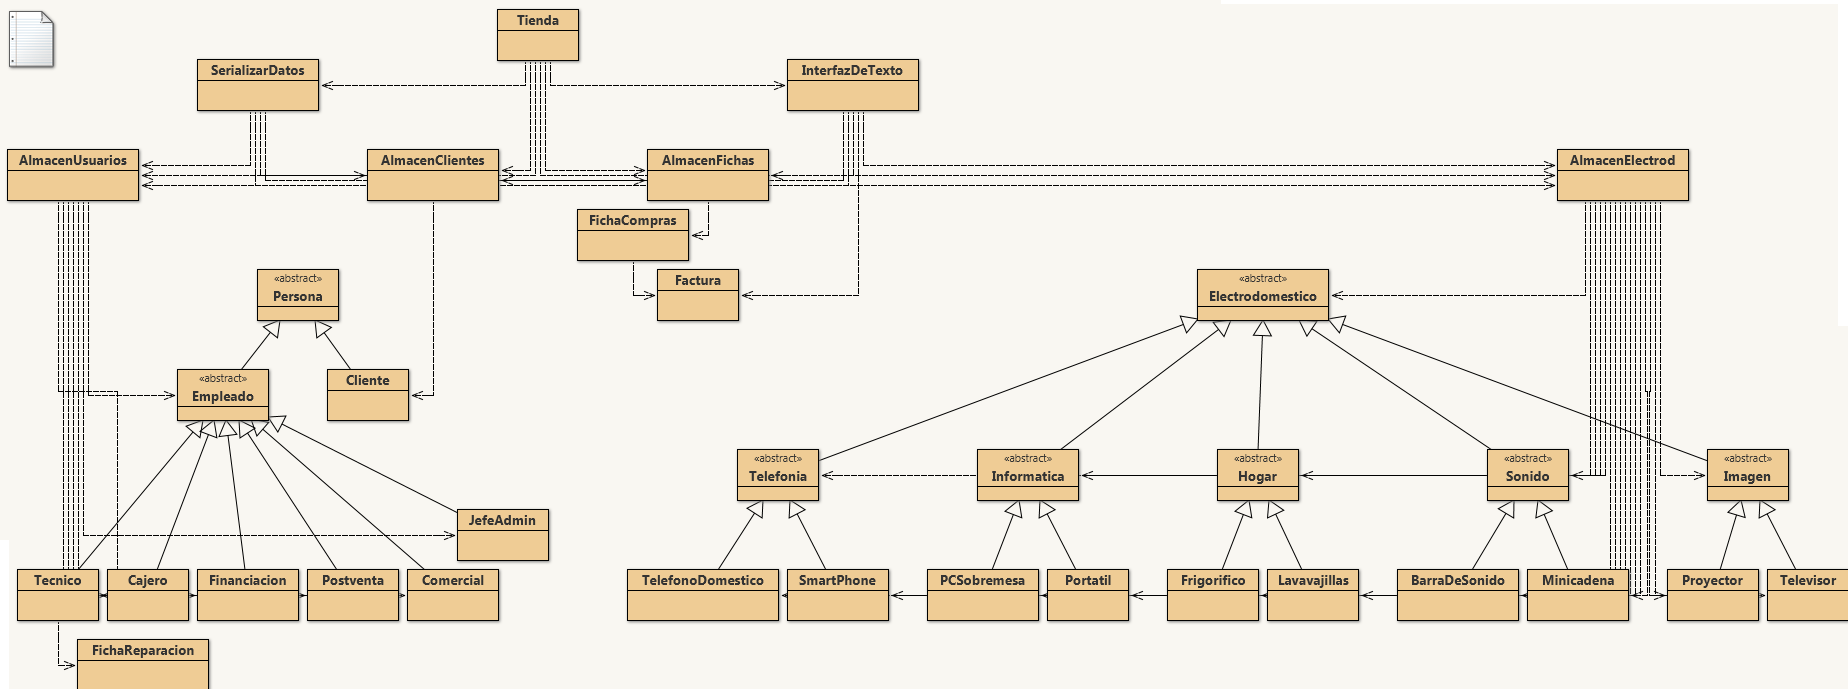 Tienda
SerializarDatos
InterfazDeTexto
AlmacenUsuarios
AlmacenClientes
AlmacenFichas
AlmacenElectrod
FichaCompras
«abstract»
Persona
Factura
«abstract»
Electrodomestico
«abstract»
Empleado
Cliente
«abstract»
Telefonia
«abstract»
Informatica
«abstract»
Hogar
«abstract»
Sonido
«abstract»
Imagen
JefeAdmin
Tecnico
Cajero
Financiacion
Postventa
Comercial
TelefonoDomestico
SmartPhone
PCSobremesa
Portatil
Frigorifico
Lavavajillas
BarraDeSonido
Minicadena
Proyector
Televisor
FichaReparacion